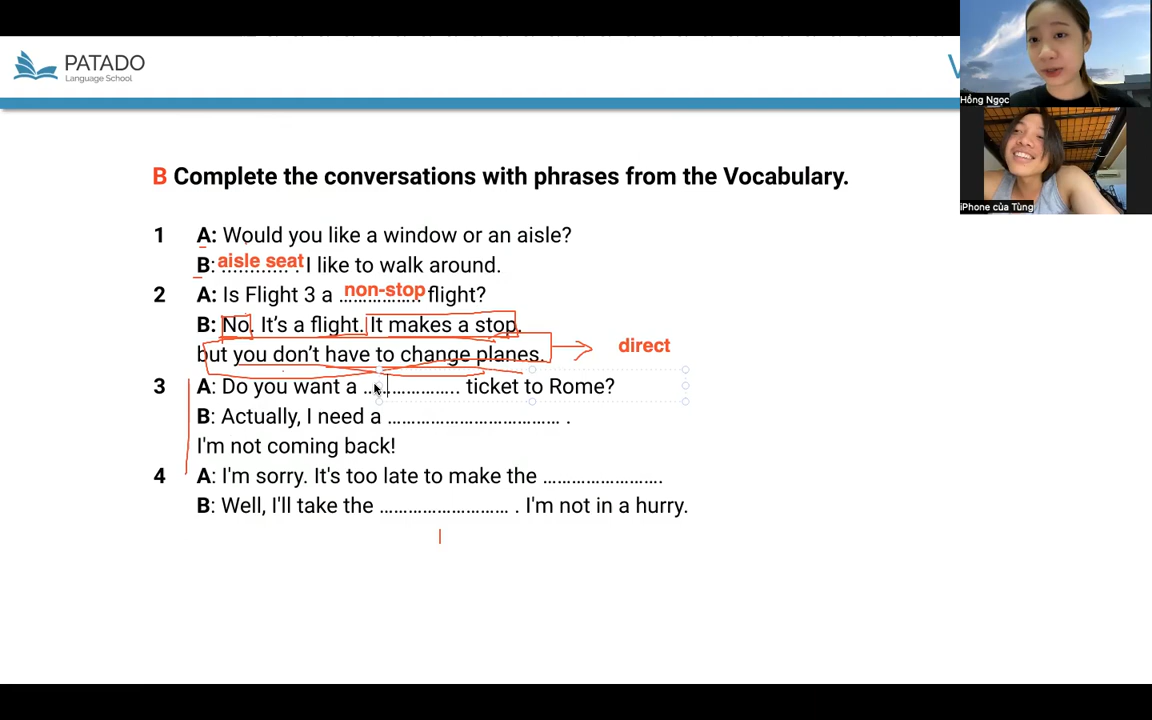 PATADO
Language School
V
Hồng Ngọc
iPhone của Tùng
B Complete the conversations with phrases from the Vocabulary.
1 A: Would you like a window or an aisle?
B: aisle seat. I like to walk around.
2 A: Is Flight 3 a non-stop flight?
B: No. It's a flight. It makes a stop.
but you don't have to change planes.
direct
3 A: Do you want a .................. ticket to Rome?
B: Actually, I need a ................................. .
I'm not coming back!
4 A: I'm sorry. It's too late to make the .......................
B: Well, I'll take the ......................... . I'm not in a hurry.